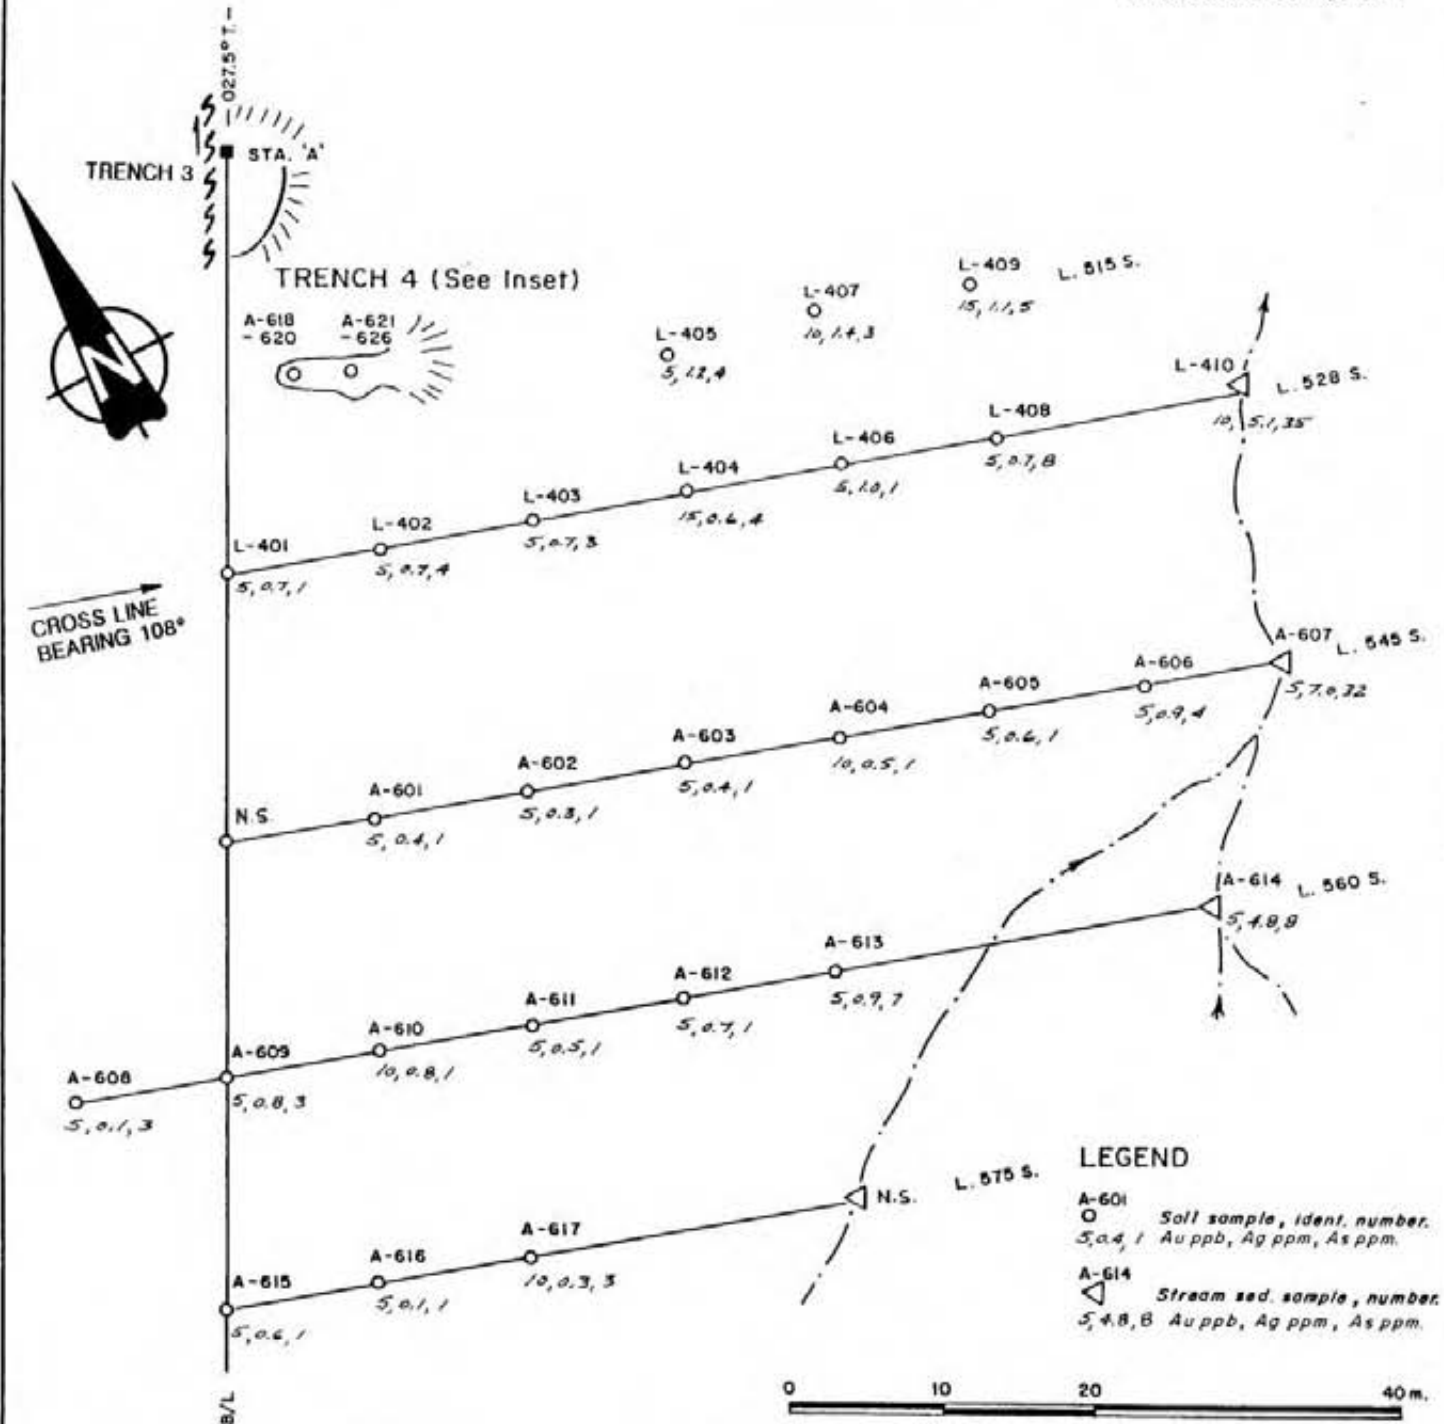 027.5° T.
STA. 'A'
TRENCH 3
TRENCH 4 (See Inset)
A-618
-620
A-621
-626
L-405
5, 1.2, 4
L-407
10, 1.4, 3
L-409
15, 1.1, 5
L. 515 S.
N
L-401
5, 0.7, 1
L-402
5, 0.7, 4
L-403
5, 0.7, 3
L-404
15, 0.6, 4
L-406
5, 1.0, 1
L-408
5, 0.7, 8
L-410
10, 5.1, 35
L. 528 S.
CROSS LINE
BEARING 108°
N.S.
A-601
5, 0.4, 1
A-602
5, 0.3, 1
A-603
5, 0.4, 1
A-604
10, 0.5, 1
A-605
5, 0.6, 1
A-606
5, 0.9, 4
A-607
5, 7.0, 32
L. 545 S.
A-608
5, 0.1, 3
A-609
5, 0.8, 3
A-610
10, 0.8, 1
A-611
5, 0.5, 1
A-612
5, 0.7, 1
A-613
5, 0.9, 7
A-614
5, 4.8, 8
L. 560 S.
A-615
5, 0.6, 1
A-616
5, 0.1, 1
A-617
10, 0.3, 3
N.S.
L. 575 S.
B/L
LEGEND
A-601
Soil sample, ident. number.
5, 0.4, 1 Au ppb, Ag ppm, As ppm.
A-614
Stream sed. sample, number.
5, 4.8, 8 Au ppb, Ag ppm, As ppm.
0 10 20 40 m.